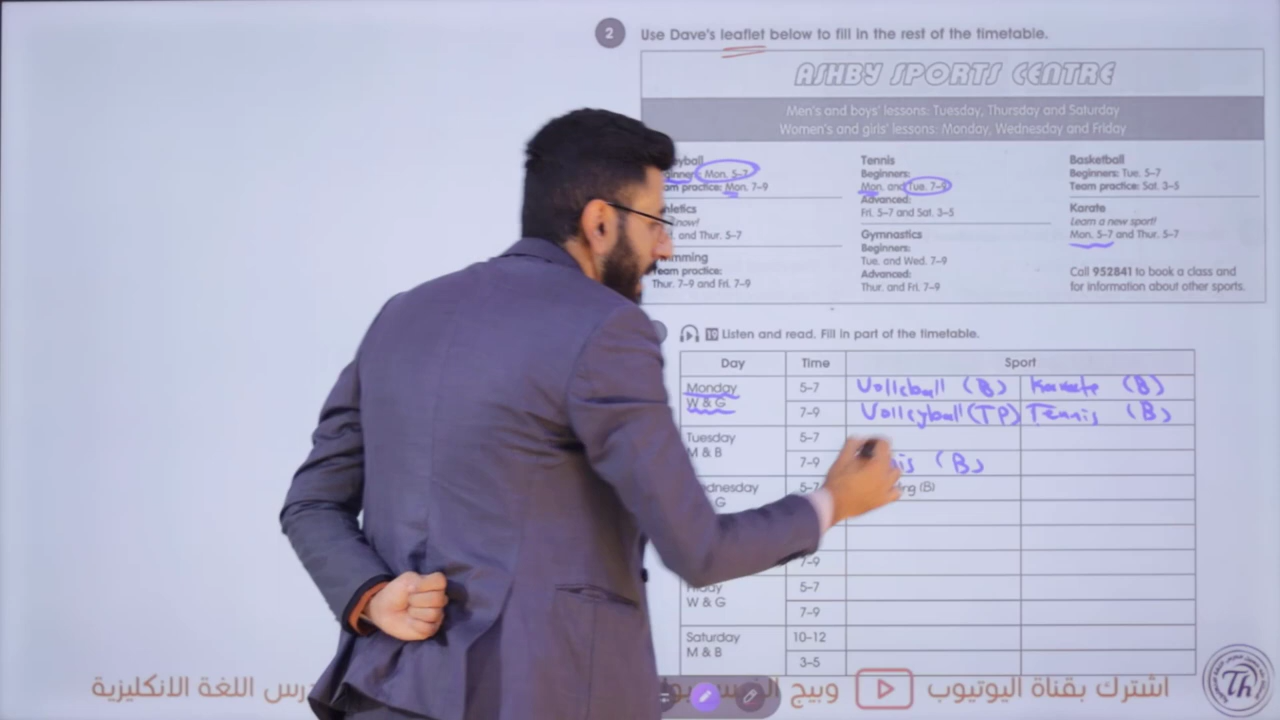 2 Use Dave's leaflet below to fill in the rest of the timetable.
ASHBY SPORTS CENTRE
Men's and boys' lessons: Tuesday, Thursday and Saturday
Women's and girls' lessons: Monday, Wednesday and Friday
Mon. 5–7
practice: Mon. 7–9
and Thur. 5–7
practice:
Thur. 7–9 and Fri. 7–9
Tennis
Beginners:
Mon. and Tue. 7–9
Advanced:
Fri. 5–7 and Sat. 3–5
Gymnastics
Beginners:
Tue. and Wed. 7–9
Advanced:
Thur. and Fri. 7–9
Basketball
Beginners: Tue. 5–7
Team practice: Sat. 3–5
Karate
Learn a new sport!
Mon. 5–7 and Thur. 5–7
Call 952841 to book a class and
for information about other sports.
19 Listen and read. Fill in part of the timetable.
Day Time Sport
Monday 5–7 Volleball (B) Karate (B)
W & G 7–9 Volleyball (TP) Tennis (B)
Tuesday 5–7
M & B 7–9 (B)
(B)
7–9
5–7
W & G
7–9
Saturday 10–12
M & B
3–5
اشترك بقناة اليوتيوب وبيج اللغة الانكليزية
Th